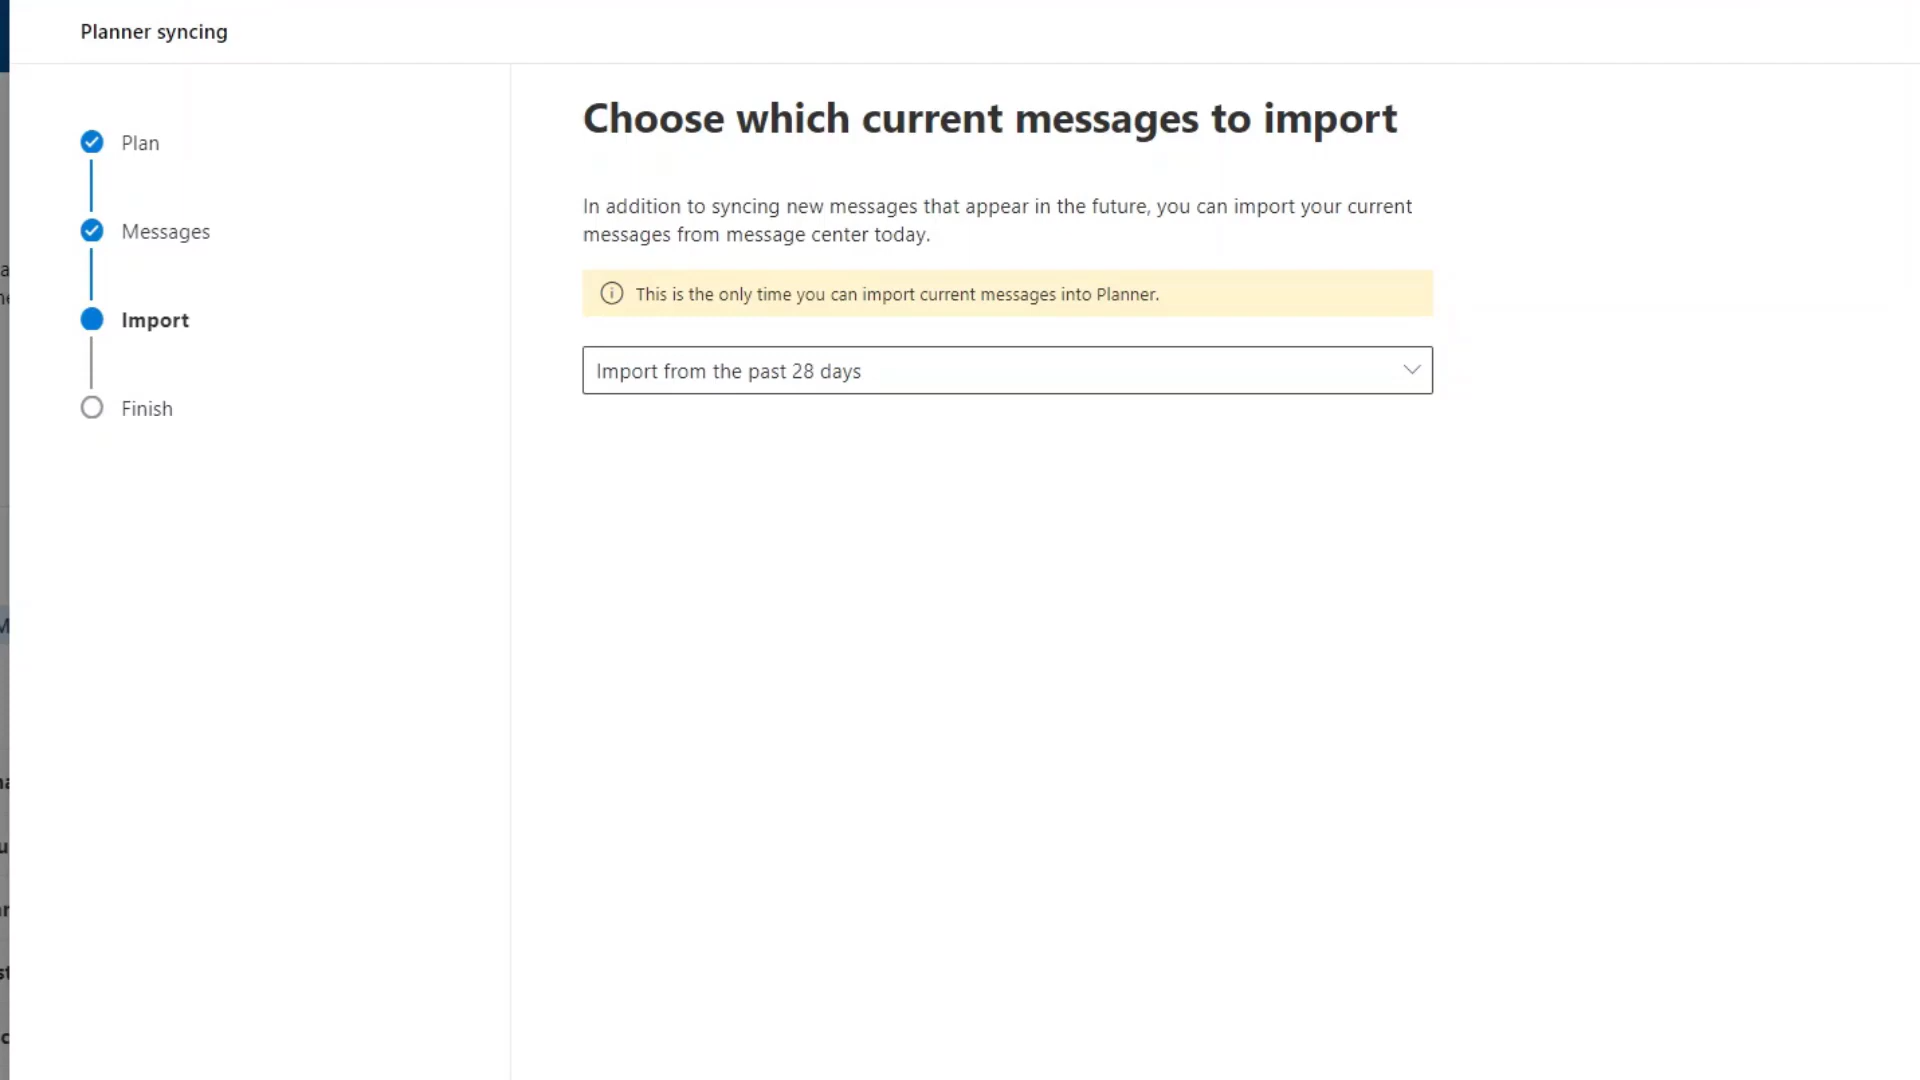 Planner syncing
Plan
Messages
Import
Finish
Choose which current messages to import
In addition to syncing new messages that appear in the future, you can import your current
messages from message center today.
This is the only time you can import current messages into Planner.
Import from the past 28 days